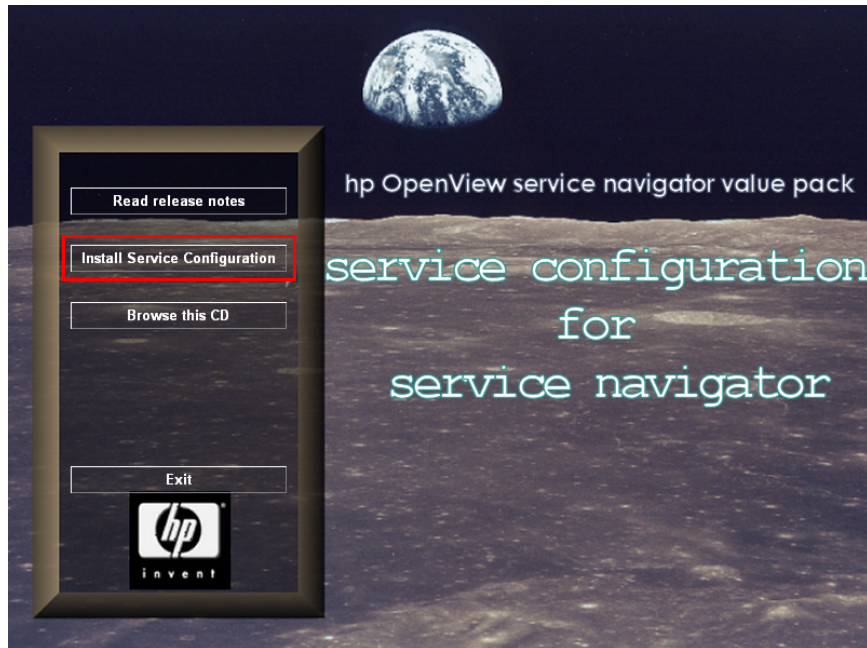 hp OpenView service navigator value pack
service configuration
for
service navigator
Read release notes
Install Service Configuration
Browse this CD
Exit
hp
invent